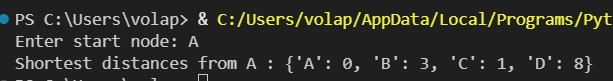 PS C:\Users\volap> & C:/Users/volap/AppData/Local/Programs/Pyt
Enter start node: A
Shortest distances from A : {'A': 0, 'B': 3, 'C': 1, 'D': 8}